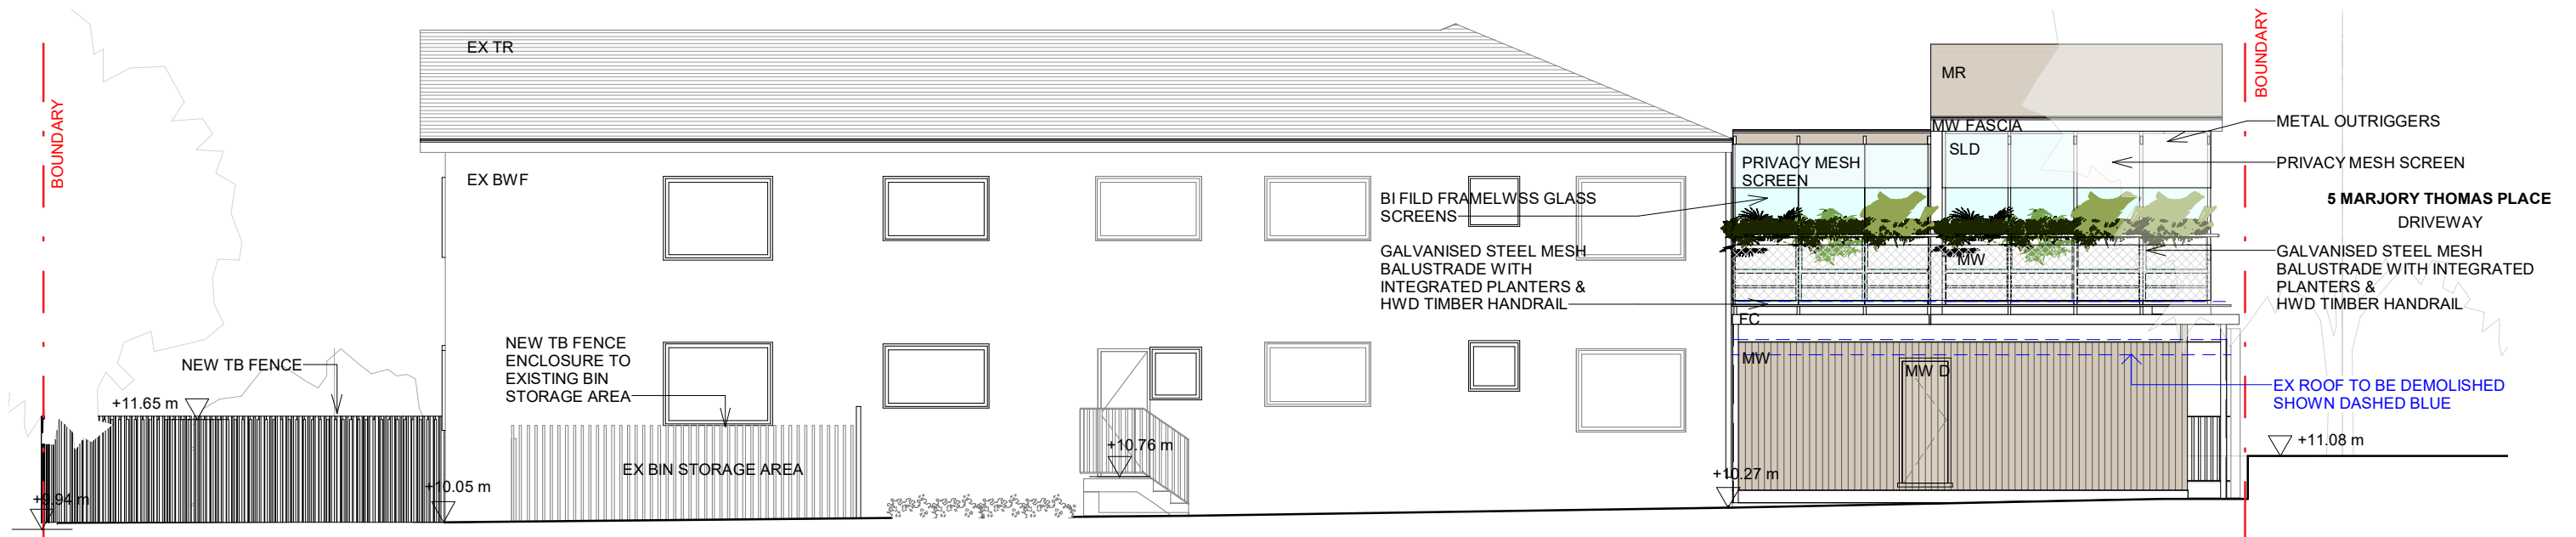 BOUNDARY
EX TR
EX BWF
NEW TB FENCE
+11.65 m
+9.94 m
+10.05 m
NEW TB FENCE
ENCLOSURE TO
EXISTING BIN
STORAGE AREA
EX BIN STORAGE AREA
+10.76 m
BI FILD FRAMELWSS GLASS
SCREENS
GALVANISED STEEL MESH
BALUSTRADE WITH
INTEGRATED PLANTERS &
HWD TIMBER HANDRAIL
+10.27 m
MR
MW FASCIA
PRIVACY MESH
SCREEN
SLD
MW
FC
MW
MW D
BOUNDARY
METAL OUTRIGGERS
PRIVACY MESH SCREEN
5 MARJORY THOMAS PLACE
DRIVEWAY
GALVANISED STEEL MESH
BALUSTRADE WITH INTEGRATED
PLANTERS &
HWD TIMBER HANDRAIL
EX ROOF TO BE DEMOLISHED
SHOWN DASHED BLUE
+11.08 m